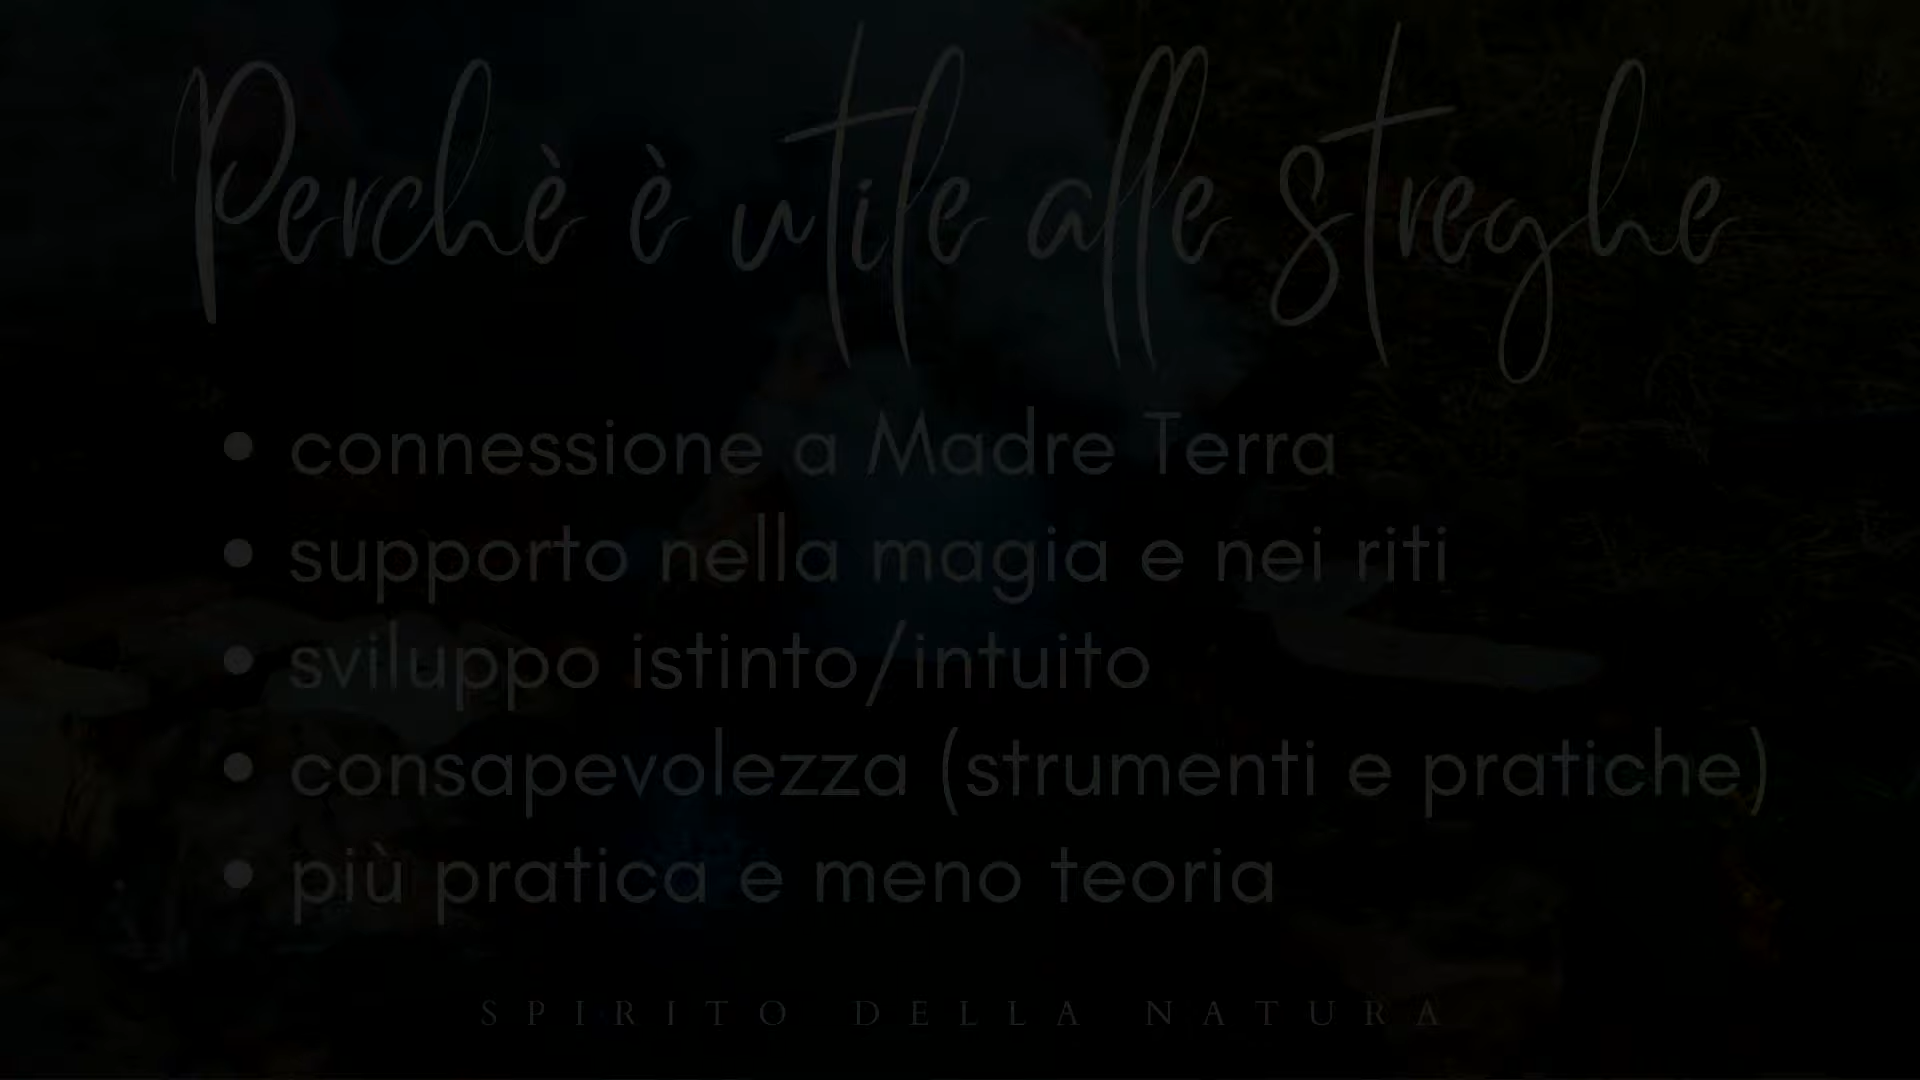 Perchè è utile alle streghe
• connessione a Madre Terra
• supporto nella magia e nei riti
• sviluppo istinto/intuito
• consapevolezza (strumenti e pratiche)
• più pratica e meno teoria
SPIRITO DELLA NATURA